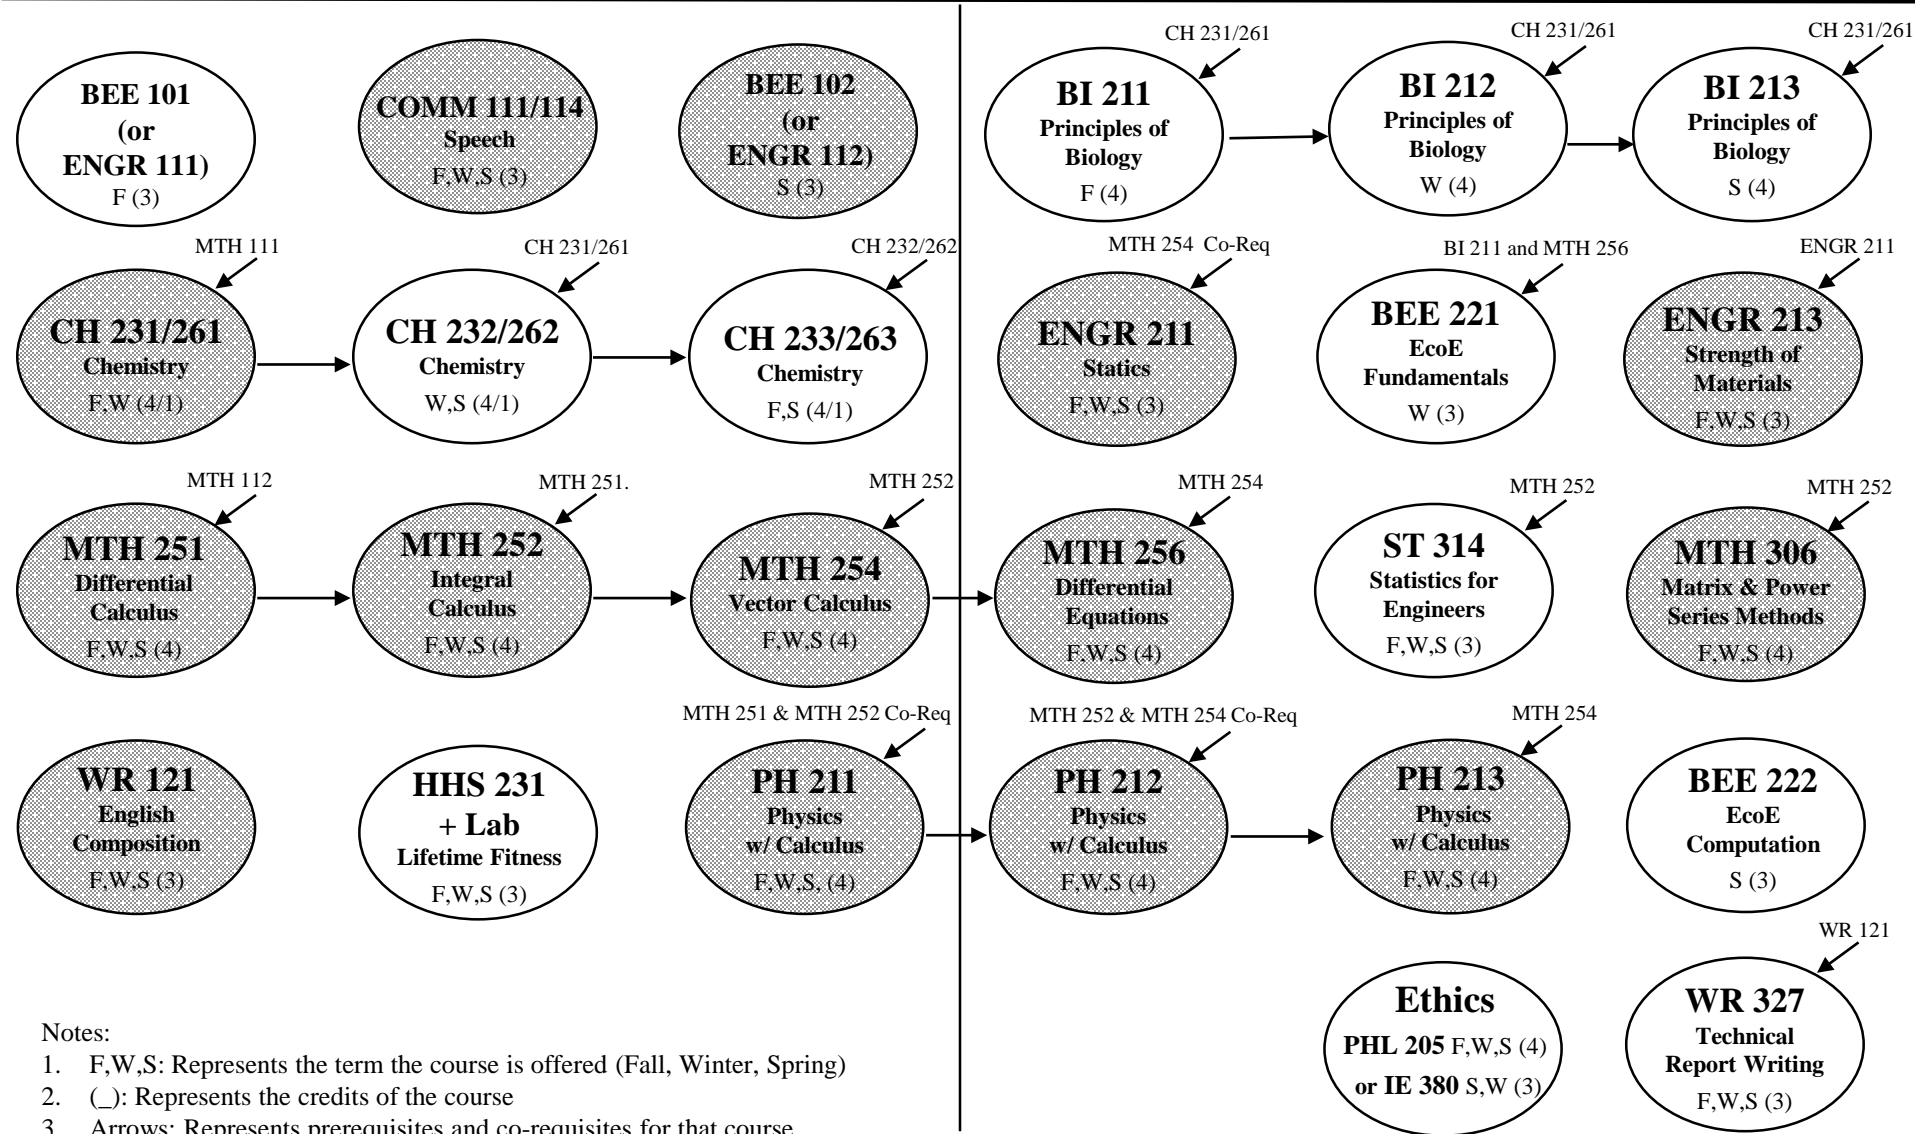 BEE 101
(or
ENGR 111)
F (3)
COMM 111/114
Speech
F,W,S (3)
BEE 102
(or
ENGR 112)
S (3)
MTH 111
CH 231/261
Chemistry
F,W (4/1)
CH 231/261
CH 232/262
Chemistry
W,S (4/1)
CH 232/262
CH 233/263
Chemistry
F,S (4/1)
MTH 112
MTH 251
Differential
Calculus
F,W,S (4)
MTH 251.
MTH 252
Integral
Calculus
F,W,S (4)
MTH 252
MTH 254
Vector Calculus
F,W,S (4)
WR 121
English
Composition
F,W,S (3)
HHS 231
+ Lab
Lifetime Fitness
F,W,S (3)
MTH 251 & MTH 252 Co-Req
PH 211
Physics
w/ Calculus
F,W,S, (4)
Notes:
1. F,W,S: Represents the term the course is offered (Fall, Winter, Spring)
2. (_): Represents the credits of the course
3. Arrows: Represents prerequisites and co-requisites for that course
CH 231/261
BI 211
Principles of
Biology
F (4)
CH 231/261
BI 212
Principles of
Biology
W (4)
CH 231/261
BI 213
Principles of
Biology
S (4)
MTH 254 Co-Req
ENGR 211
Statics
F,W,S (3)
BI 211 and MTH 256
BEE 221
EcoE
Fundamentals
W (3)
ENGR 211
ENGR 213
Strength of
Materials
F,W,S (3)
MTH 254
MTH 256
Differential
Equations
F,W,S (4)
MTH 252
ST 314
Statistics for
Engineers
F,W,S (3)
MTH 252
MTH 306
Matrix & Power
Series Methods
F,W,S (4)
MTH 252 & MTH 254 Co-Req
PH 212
Physics
w/ Calculus
F,W,S (4)
MTH 254
PH 213
Physics
w/ Calculus
F,W,S (4)
BEE 222
EcoE
Computation
S (3)
Ethics
PHL 205 F,W,S (4)
or IE 380 S,W (3)
WR 121
WR 327
Technical
Report Writing
F,W,S (3)